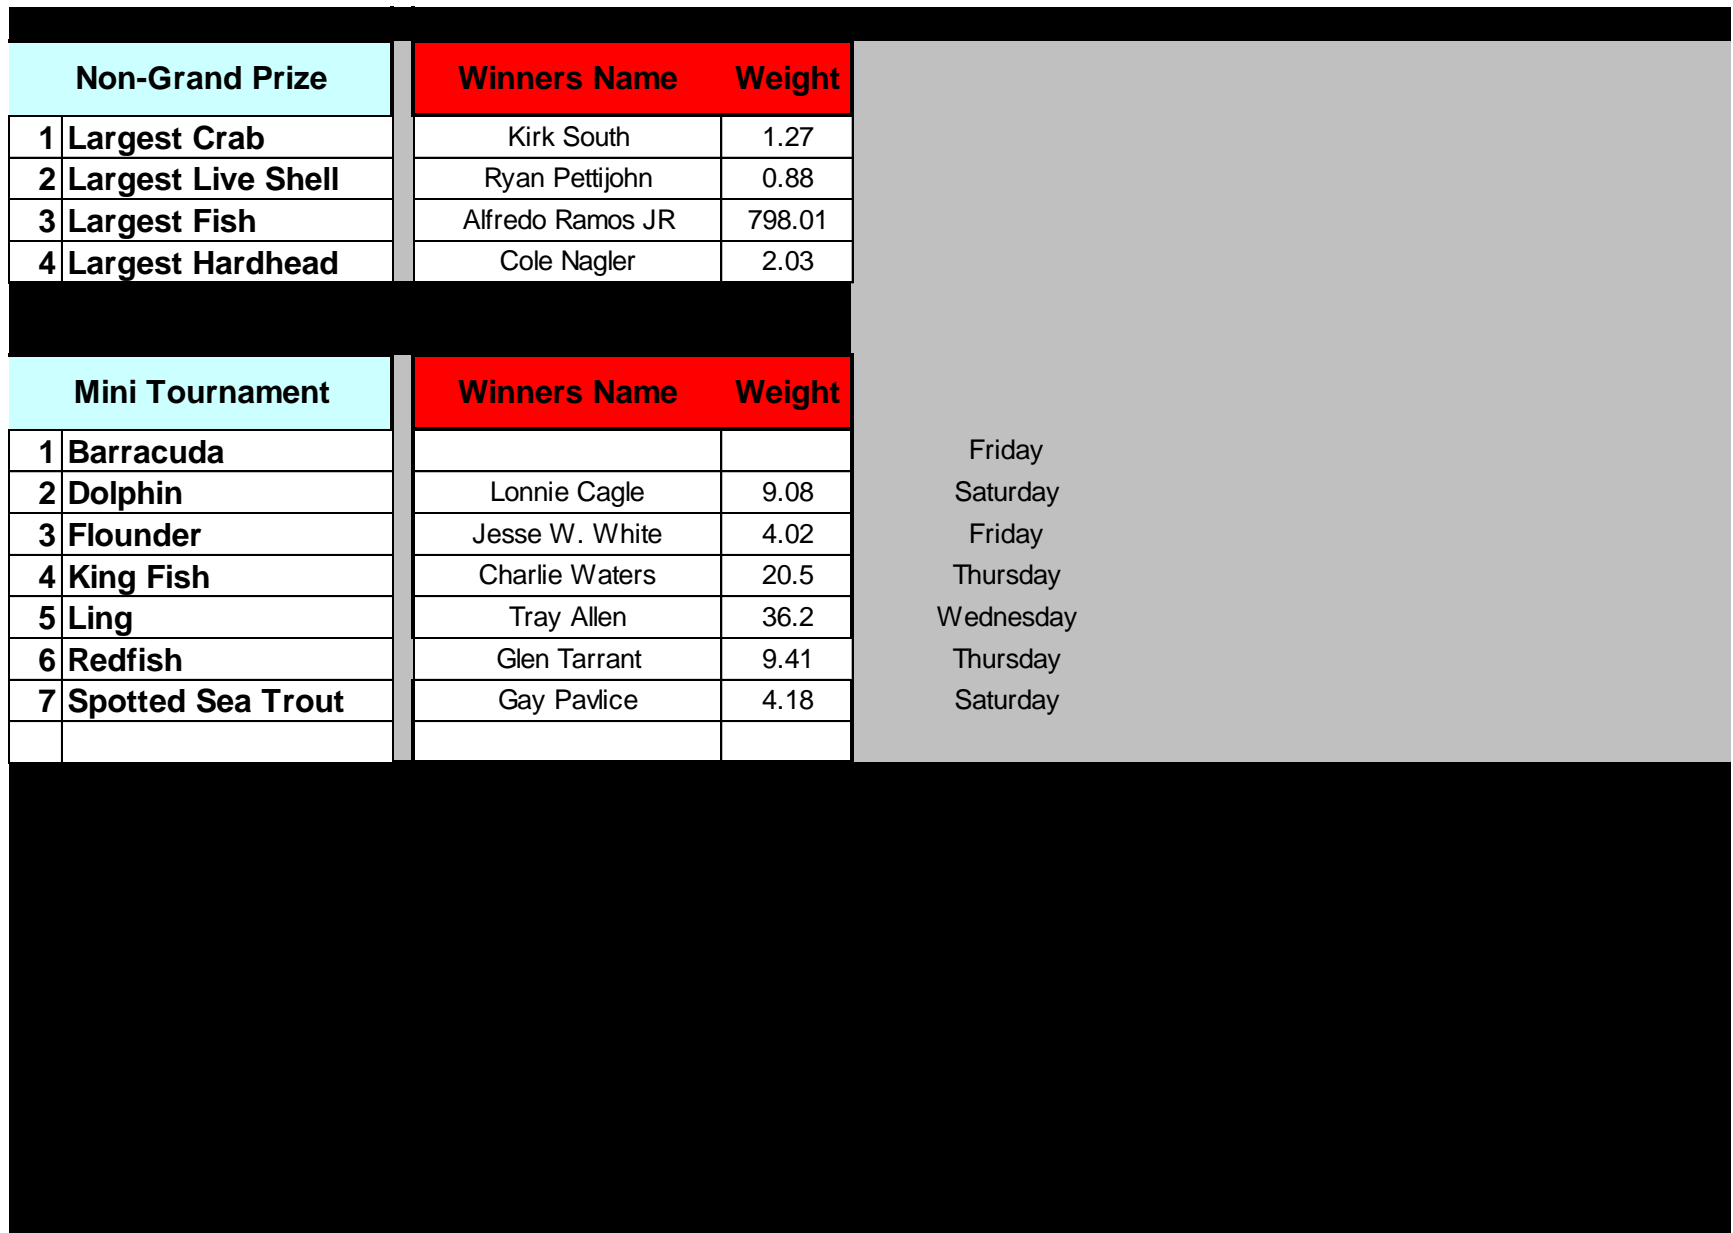 Non-Grand Prize Winners Name Weight
1 Largest Crab Kirk South 1.27
2 Largest Live Shell Ryan Pettijohn 0.88
3 Largest Fish Alfredo Ramos JR 798.01
4 Largest Hardhead Cole Nagler 2.03
Mini Tournament Winners Name Weight
1 Barracuda Friday
2 Dolphin Lonnie Cagle 9.08 Saturday
3 Flounder Jesse W. White 4.02 Friday
4 King Fish Charlie Waters 20.5 Thursday
5 Ling Tray Allen 36.2 Wednesday
6 Redfish Glen Tarrant 9.41 Thursday
7 Spotted Sea Trout Gay Pavlice 4.18 Saturday